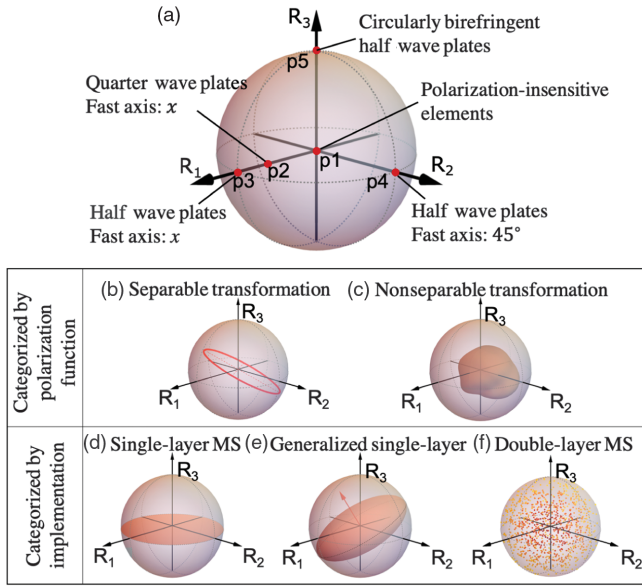 (a)
R3
Circularly birefringent
half wave plates
p5
Quarter wave plates
Fast axis: x
Polarization-insensitive
elements
p1
R1
p2
p3
R2
p4
Half wave plates
Fast axis: x
Half wave plates
Fast axis: 45°
Categorized by
polarization
function
(b) Separable transformation
R3
R1
R2
(c) Nonseparable transformation
R3
R1
R2
Categorized by
implementation
(d) Single-layer MS
R3
R1
R2
(e) Generalized single-layer
R3
R1
R2
(f) Double-layer MS
R3
R1
R2